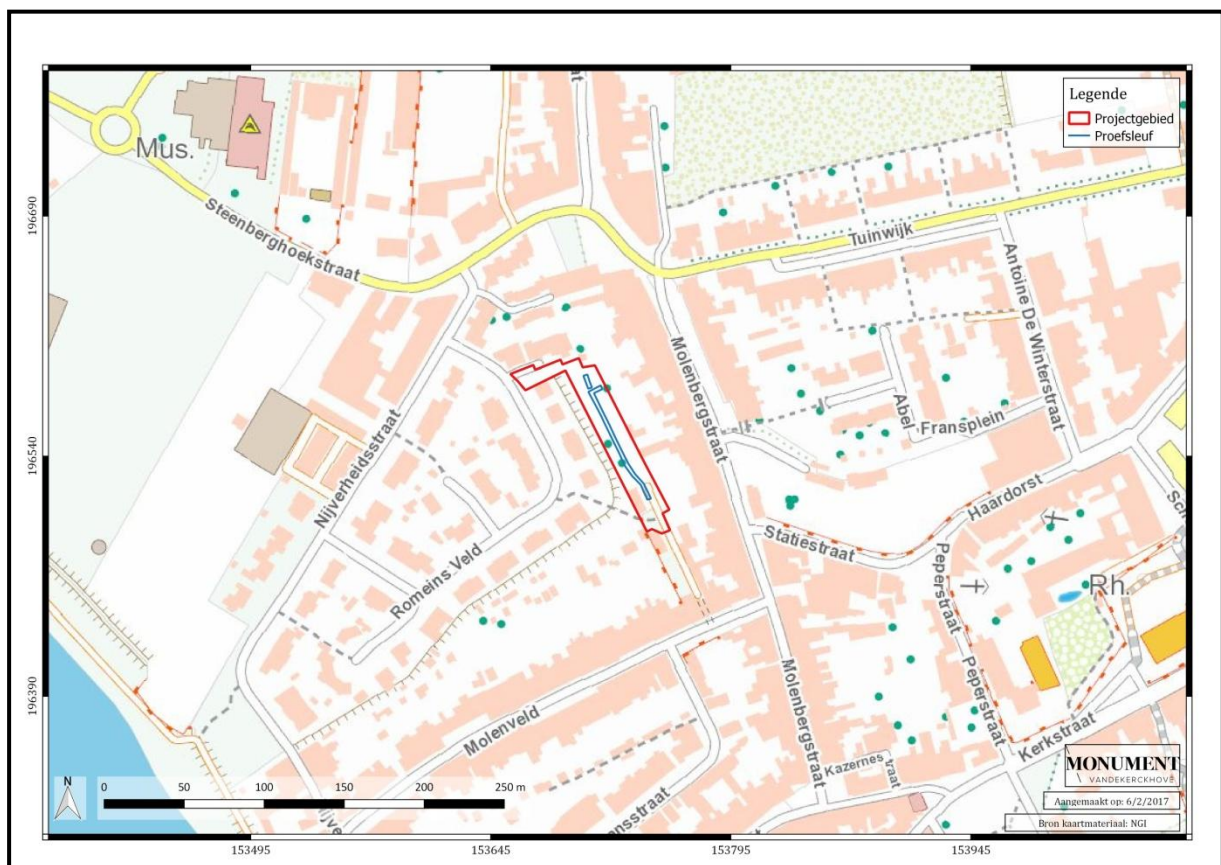 Legende
Projectgebied
Proefsleuf
Mus.
Steenberghoekstraat
Tuinwijk
Antoine De Winterstraat
Molenbergstraat
Abel
Fransplein
Nijverheidsstraat
Haardorst
Statiestraat
Romeins Veld
Peperstraat
Peperstraat
Rh.
Molenveld
Molenbergstraat
Kerkstraat
Kazernestraat
196690
196540
196390
N
0 50 100 150 200 250 m
MONUMENT
VANDEKERCKHOVE
Aangemaakt op: 6/2/2017
Bron kaartmateriaal: NGI
153495 153645 153795 153945